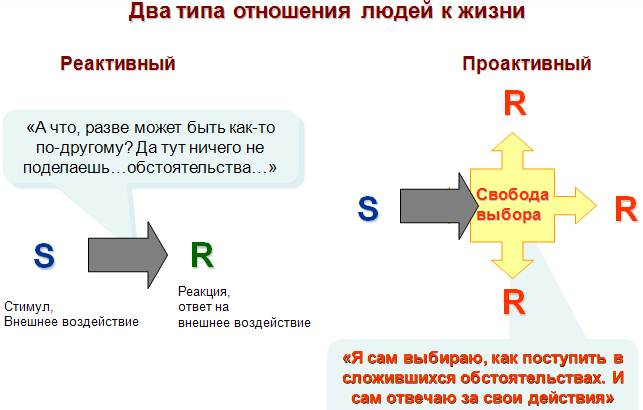 Два типа отношения людей к жизни
Реактивный
«А что, разве может быть как-то
по-другому? Да тут ничего не
поделаешь…обстоятельства…»
S
R
Стимул,
Внешнее воздействие
Реакция,
ответ на
внешнее воздействие
Проактивный
R
S
Свобода
выбора
R
R
«Я сам выбираю, как поступить в
сложившихся обстоятельствах. И
сам отвечаю за свои действия»